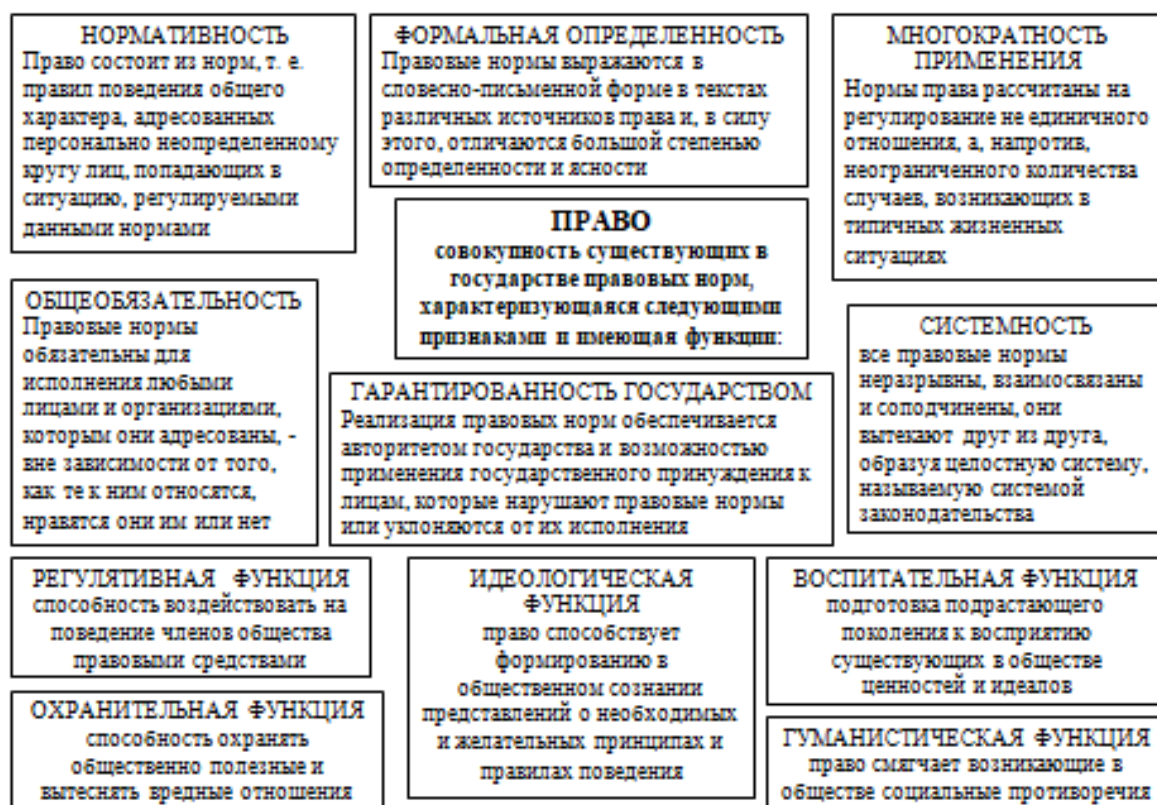 НОРМАТИВНОСТЬ
Право состоит из норм, т. е.
правил поведения общего
характера, адресованных
персонально неопределенному
кругу лиц, попадающих в
ситуацию, регулируемыми
данными нормами
ФОРМАЛЬНАЯ ОПРЕДЕЛЕННОСТЬ
Правовые нормы выражаются в
словесно-письменной форме в текстах
различных источников права и, в силу
этого, отличаются большой степенью
определенности и ясности
МНОГОКРАТНОСТЬ
ПРИМЕНЕНИЯ
Нормы права рассчитаны на
регулирование не единичного
отношения, а, напротив,
неограниченного количества
случаев, возникающих в
типичных жизненных
ситуациях
ПРАВО
совокупность существующих в
государстве правовых норм,
характеризующаяся следующими
признаками и имеющая функции:
ОБЩЕОБЯЗАТЕЛЬНОСТЬ
Правовые нормы
обязательны для
исполнения любыми
лицами и организациями,
которым они адресованы, -
вне зависимости от того,
как те к ним относятся,
нравятся они им или нет
ГАРАНТИРОВАННОСТЬ ГОСУДАРСТВОМ
Реализация правовых норм обеспечивается
авторитетом государства и возможностью
применения государственного принуждения к
лицам, которые нарушают правовые нормы
или уклоняются от их исполнения
СИСТЕМНОСТЬ
все правовые нормы
неразрывны, взаимосвязаны
и соподчинены, они
вытекают друг из друга,
образуя целостную систему,
называемую системой
законодательства
РЕГУЛЯТИВНАЯ ФУНКЦИЯ
способность воздействовать на
поведение членов общества
правовыми средствами
ИДЕОЛОГИЧЕСКАЯ
ФУНКЦИЯ
право способствует
формированию в
общественном сознании
представлений о необходимых
и желательных принципах и
правилах поведения
ВОСПИТАТЕЛЬНАЯ ФУНКЦИЯ
подготовка подрастающего
поколения к восприятию
существующих в обществе
ценностей и идеалов
ОХРАНИТЕЛЬНАЯ ФУНКЦИЯ
способность охранять
общественно полезные и
вытеснять вредные отношения
ГУМАНИСТИЧЕСКАЯ ФУНКЦИЯ
право смягчает возникающие в
обществе социальные противоречия